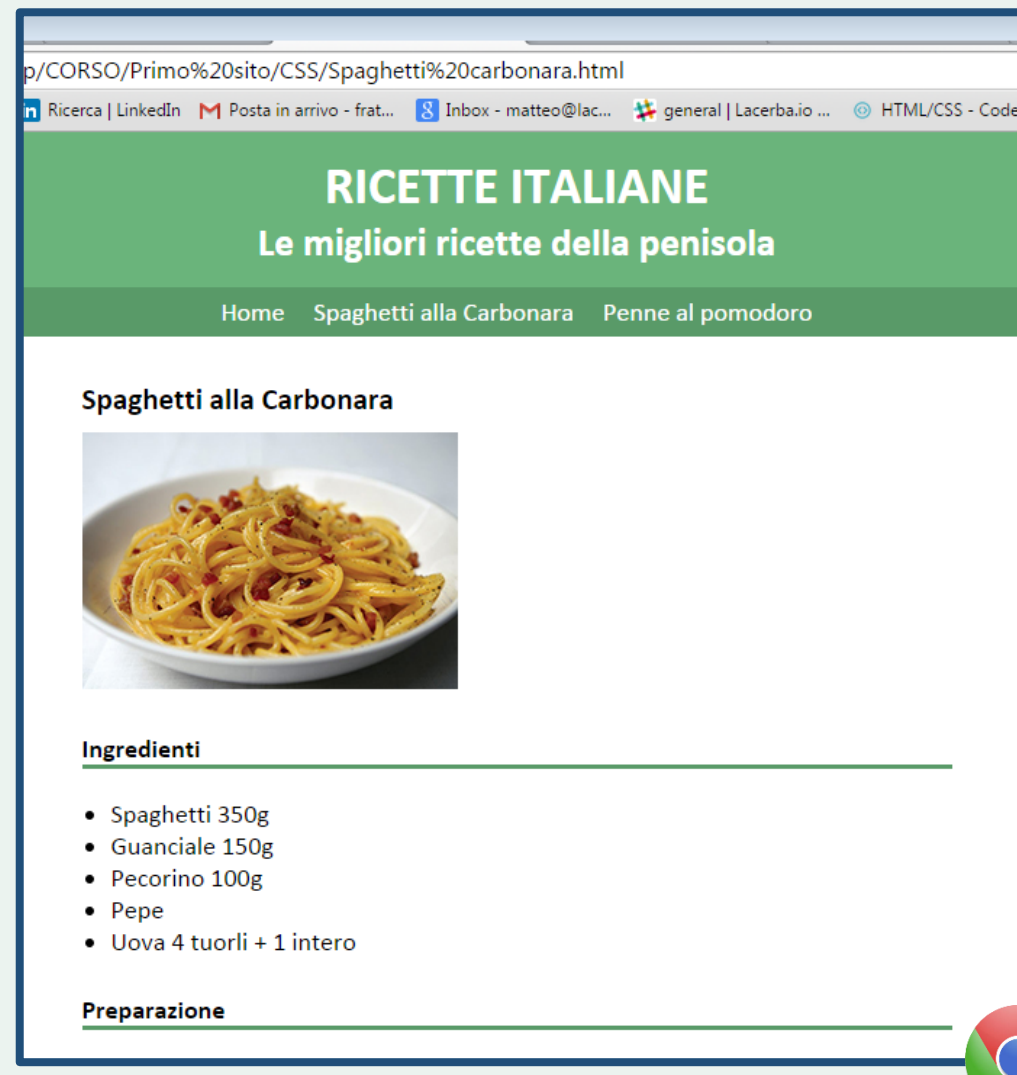 p/CORSO/Primo%20sito/CSS/Spaghetti%20carbonara.html
in Ricerca | LinkedIn M Posta in arrivo - frat... 8 Inbox - matteo@lac... general | Lacerba.io ... HTML/CSS - Code
RICETTE ITALIANE
Le migliori ricette della penisola
Home Spaghetti alla Carbonara Penne al pomodoro
Spaghetti alla Carbonara
Ingredienti
• Spaghetti 350g
• Guanciale 150g
• Pecorino 100g
• Pepe
• Uova 4 tuorli + 1 intero
Preparazione